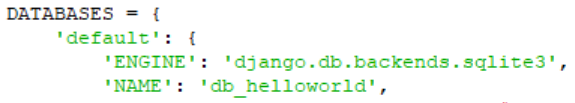 DATABASES = {
    'default': {
        'ENGINE': 'django.db.backends.sqlite3',
        'NAME': 'db_helloworld',